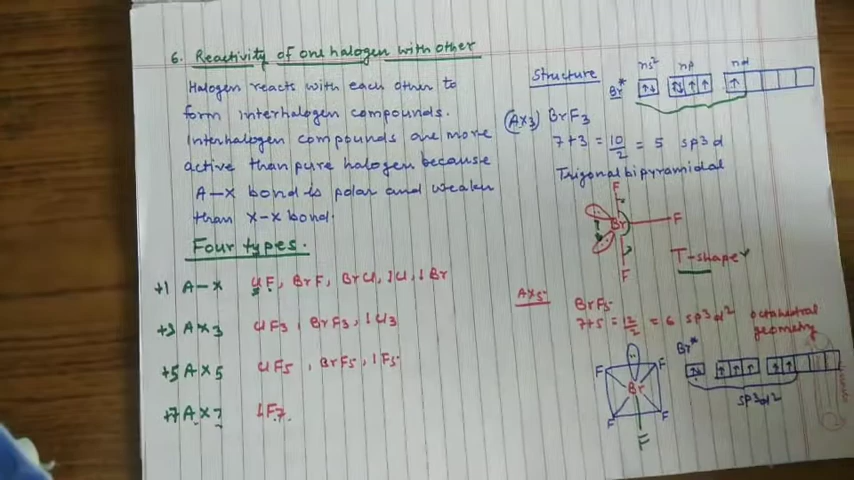 6. Reactivity of one halogen with other
Halogen reacts with each other to
form interhalogen compounds.
Interhalogen compounds are more
active than pure halogen because
A-X bond is polar and weaker
than X-X bond.
Four types.
+1 A-X ClF, BrF, BrCl, ICl, IBr
+3 AX3 ClF3, BrF3, ICl3
+5 AX5 ClF5, BrF5, IF5
+7 AX7 IF7
Structure
ns² np nd
Br*
(AX3) BrF3
7+3 = 10/2 = 5 sp3d
Trigonal bipyramidal
F
Br F
F
T-shape
AX5
BrF5
7+5 = 12/2 = 6 sp3d2 octahedral
geometry
Br*
F F
Br
F F
F
sp3d2